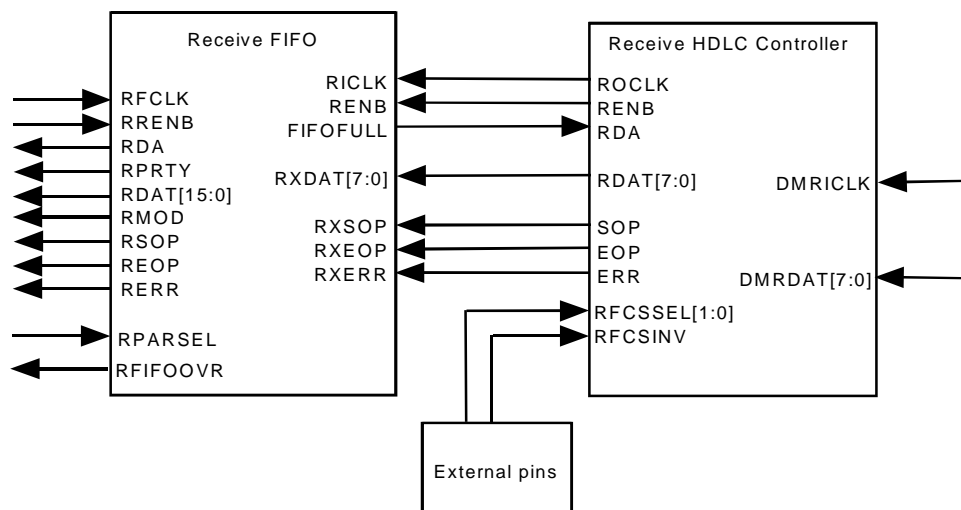 Receive FIFO
RFCLK
RRENB
RDA
RPRTY
RDAT[15:0]
RMOD
RSOP
REOP
RERR
RPARSEL
RFIFOOVR
RICLK
RENB
FIFOFULL
RXDAT[7:0]
RXSOP
RXEOP
RXERR
Receive HDLC Controller
ROCLK
RENB
RDA
RDAT[7:0]
SOP
EOP
ERR
RFCSSEL[1:0]
RFCSINV
DMRICLK
DMRDAT[7:0]
External pins